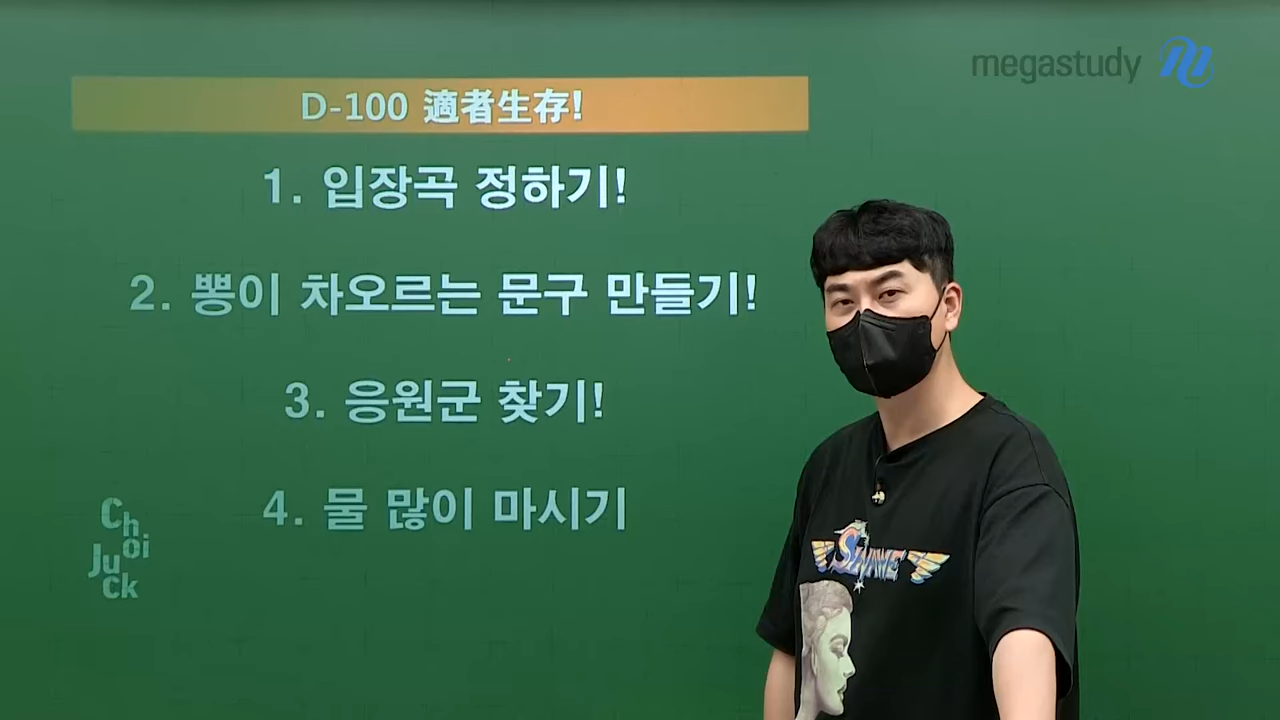 megastudy
D-100 適者生存!
1. 입장곡 정하기!
2. 뽕이 차오르는 문구 만들기!
3. 응원군 찾기!
4. 물 많이 마시기
Ch
oi
Ju
ck